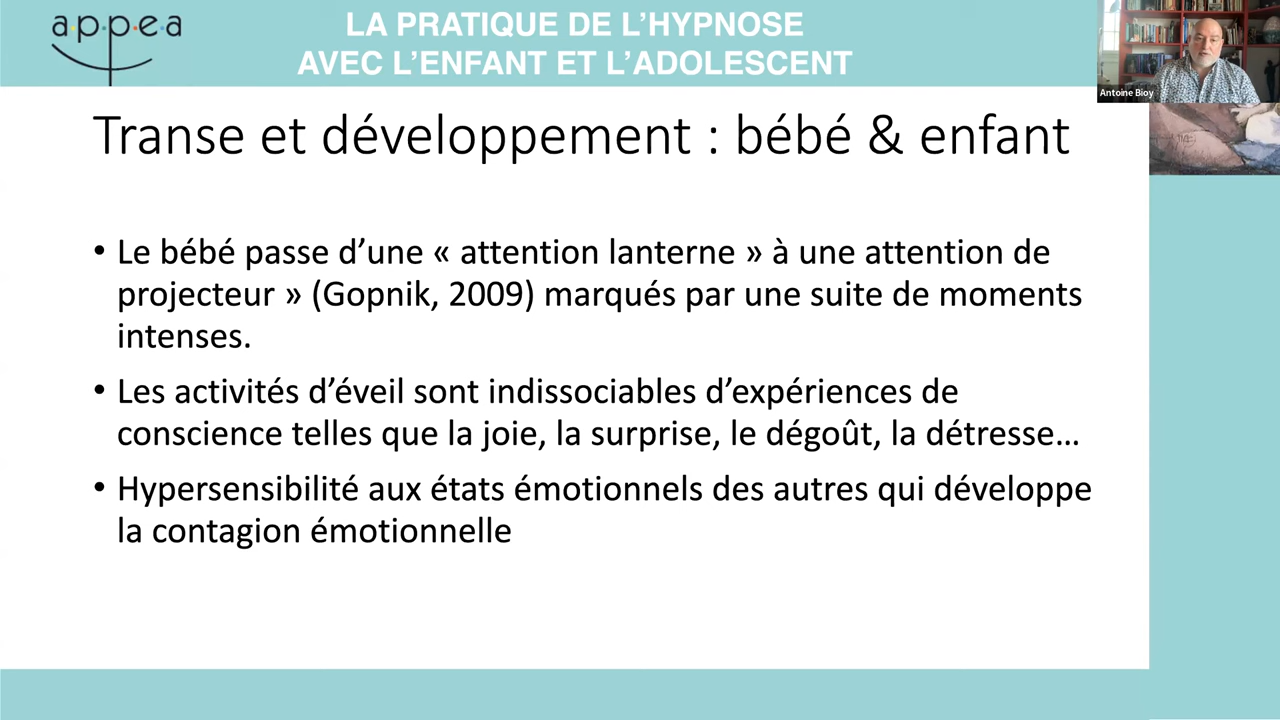 a·p·p·e·a
LA PRATIQUE DE L’HYPNOSE
AVEC L’ENFANT ET L’ADOLESCENT
Antoine Bioy
Transe et développement : bébé & enfant
• Le bébé passe d’une « attention lanterne » à une attention de
projecteur » (Gopnik, 2009) marqués par une suite de moments
intenses.
• Les activités d’éveil sont indissociables d’expériences de
conscience telles que la joie, la surprise, le dégoût, la détresse…
• Hypersensibilité aux états émotionnels des autres qui développe
la contagion émotionnelle